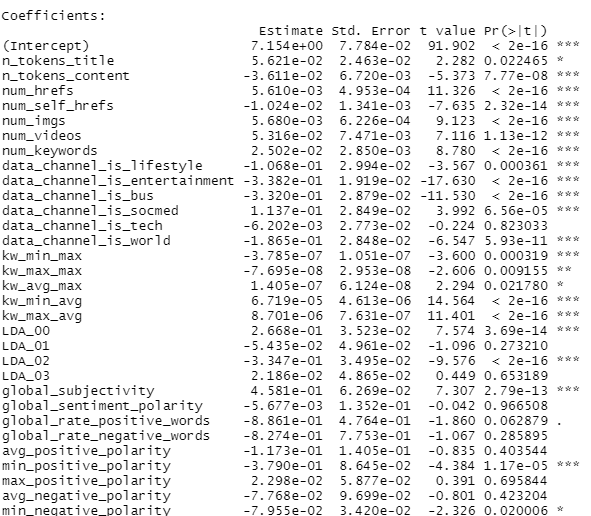 Coefficients:
Estimate Std. Error t value Pr(>|t|)
(Intercept) 7.154e+00 7.784e-02 91.902 < 2e-16 ***
n_tokens_title 5.621e-02 2.463e-02 2.282 0.022465 *
n_tokens_content -3.611e-02 6.720e-03 -5.373 7.77e-08 ***
num_hrefs 5.610e-03 4.953e-04 11.326 < 2e-16 ***
num_self_hrefs -1.024e-02 1.341e-03 -7.635 2.32e-14 ***
num_imgs 5.680e-03 6.226e-04 9.123 < 2e-16 ***
num_videos 5.316e-02 7.471e-03 7.116 1.13e-12 ***
num_keywords 2.502e-02 2.850e-03 8.780 < 2e-16 ***
data_channel_is_lifestyle -1.068e-01 2.994e-02 -3.567 0.000361 ***
data_channel_is_entertainment -3.382e-01 1.919e-02 -17.630 < 2e-16 ***
data_channel_is_bus -3.320e-01 2.879e-02 -11.530 < 2e-16 ***
data_channel_is_socmed 1.137e-01 2.849e-02 3.992 6.56e-05 ***
data_channel_is_tech -6.202e-03 2.773e-02 -0.224 0.823033
data_channel_is_world -1.865e-01 2.848e-02 -6.547 5.93e-11 ***
kw_min_max -3.785e-07 1.051e-07 -3.600 0.000319 ***
kw_max_max -7.695e-08 2.953e-08 -2.606 0.009155 **
kw_avg_max 1.405e-07 6.124e-08 2.294 0.021780 *
kw_min_avg 6.719e-05 4.613e-06 14.564 < 2e-16 ***
kw_max_avg 8.701e-06 7.631e-07 11.401 < 2e-16 ***
LDA_00 2.668e-01 3.523e-02 7.574 3.69e-14 ***
LDA_01 -5.435e-02 4.961e-02 -1.096 0.273210
LDA_02 -3.347e-01 3.495e-02 -9.576 < 2e-16 ***
LDA_03 2.186e-02 4.865e-02 0.449 0.653189
global_subjectivity 4.581e-01 6.269e-02 7.307 2.79e-13 ***
global_sentiment_polarity -5.677e-03 1.352e-01 -0.042 0.966508
global_rate_positive_words -8.861e-01 4.764e-01 -1.860 0.062879 .
global_rate_negative_words -8.274e-01 7.753e-01 -1.067 0.285895
avg_positive_polarity -1.173e-01 1.405e-01 -0.835 0.403544
min_positive_polarity -3.790e-01 8.645e-02 -4.384 1.17e-05 ***
max_positive_polarity 2.298e-02 5.877e-02 0.391 0.695844
avg_negative_polarity -7.768e-02 9.699e-02 -0.801 0.423204
min_negative_polarity -7.955e-02 3.420e-02 -2.326 0.020006 *